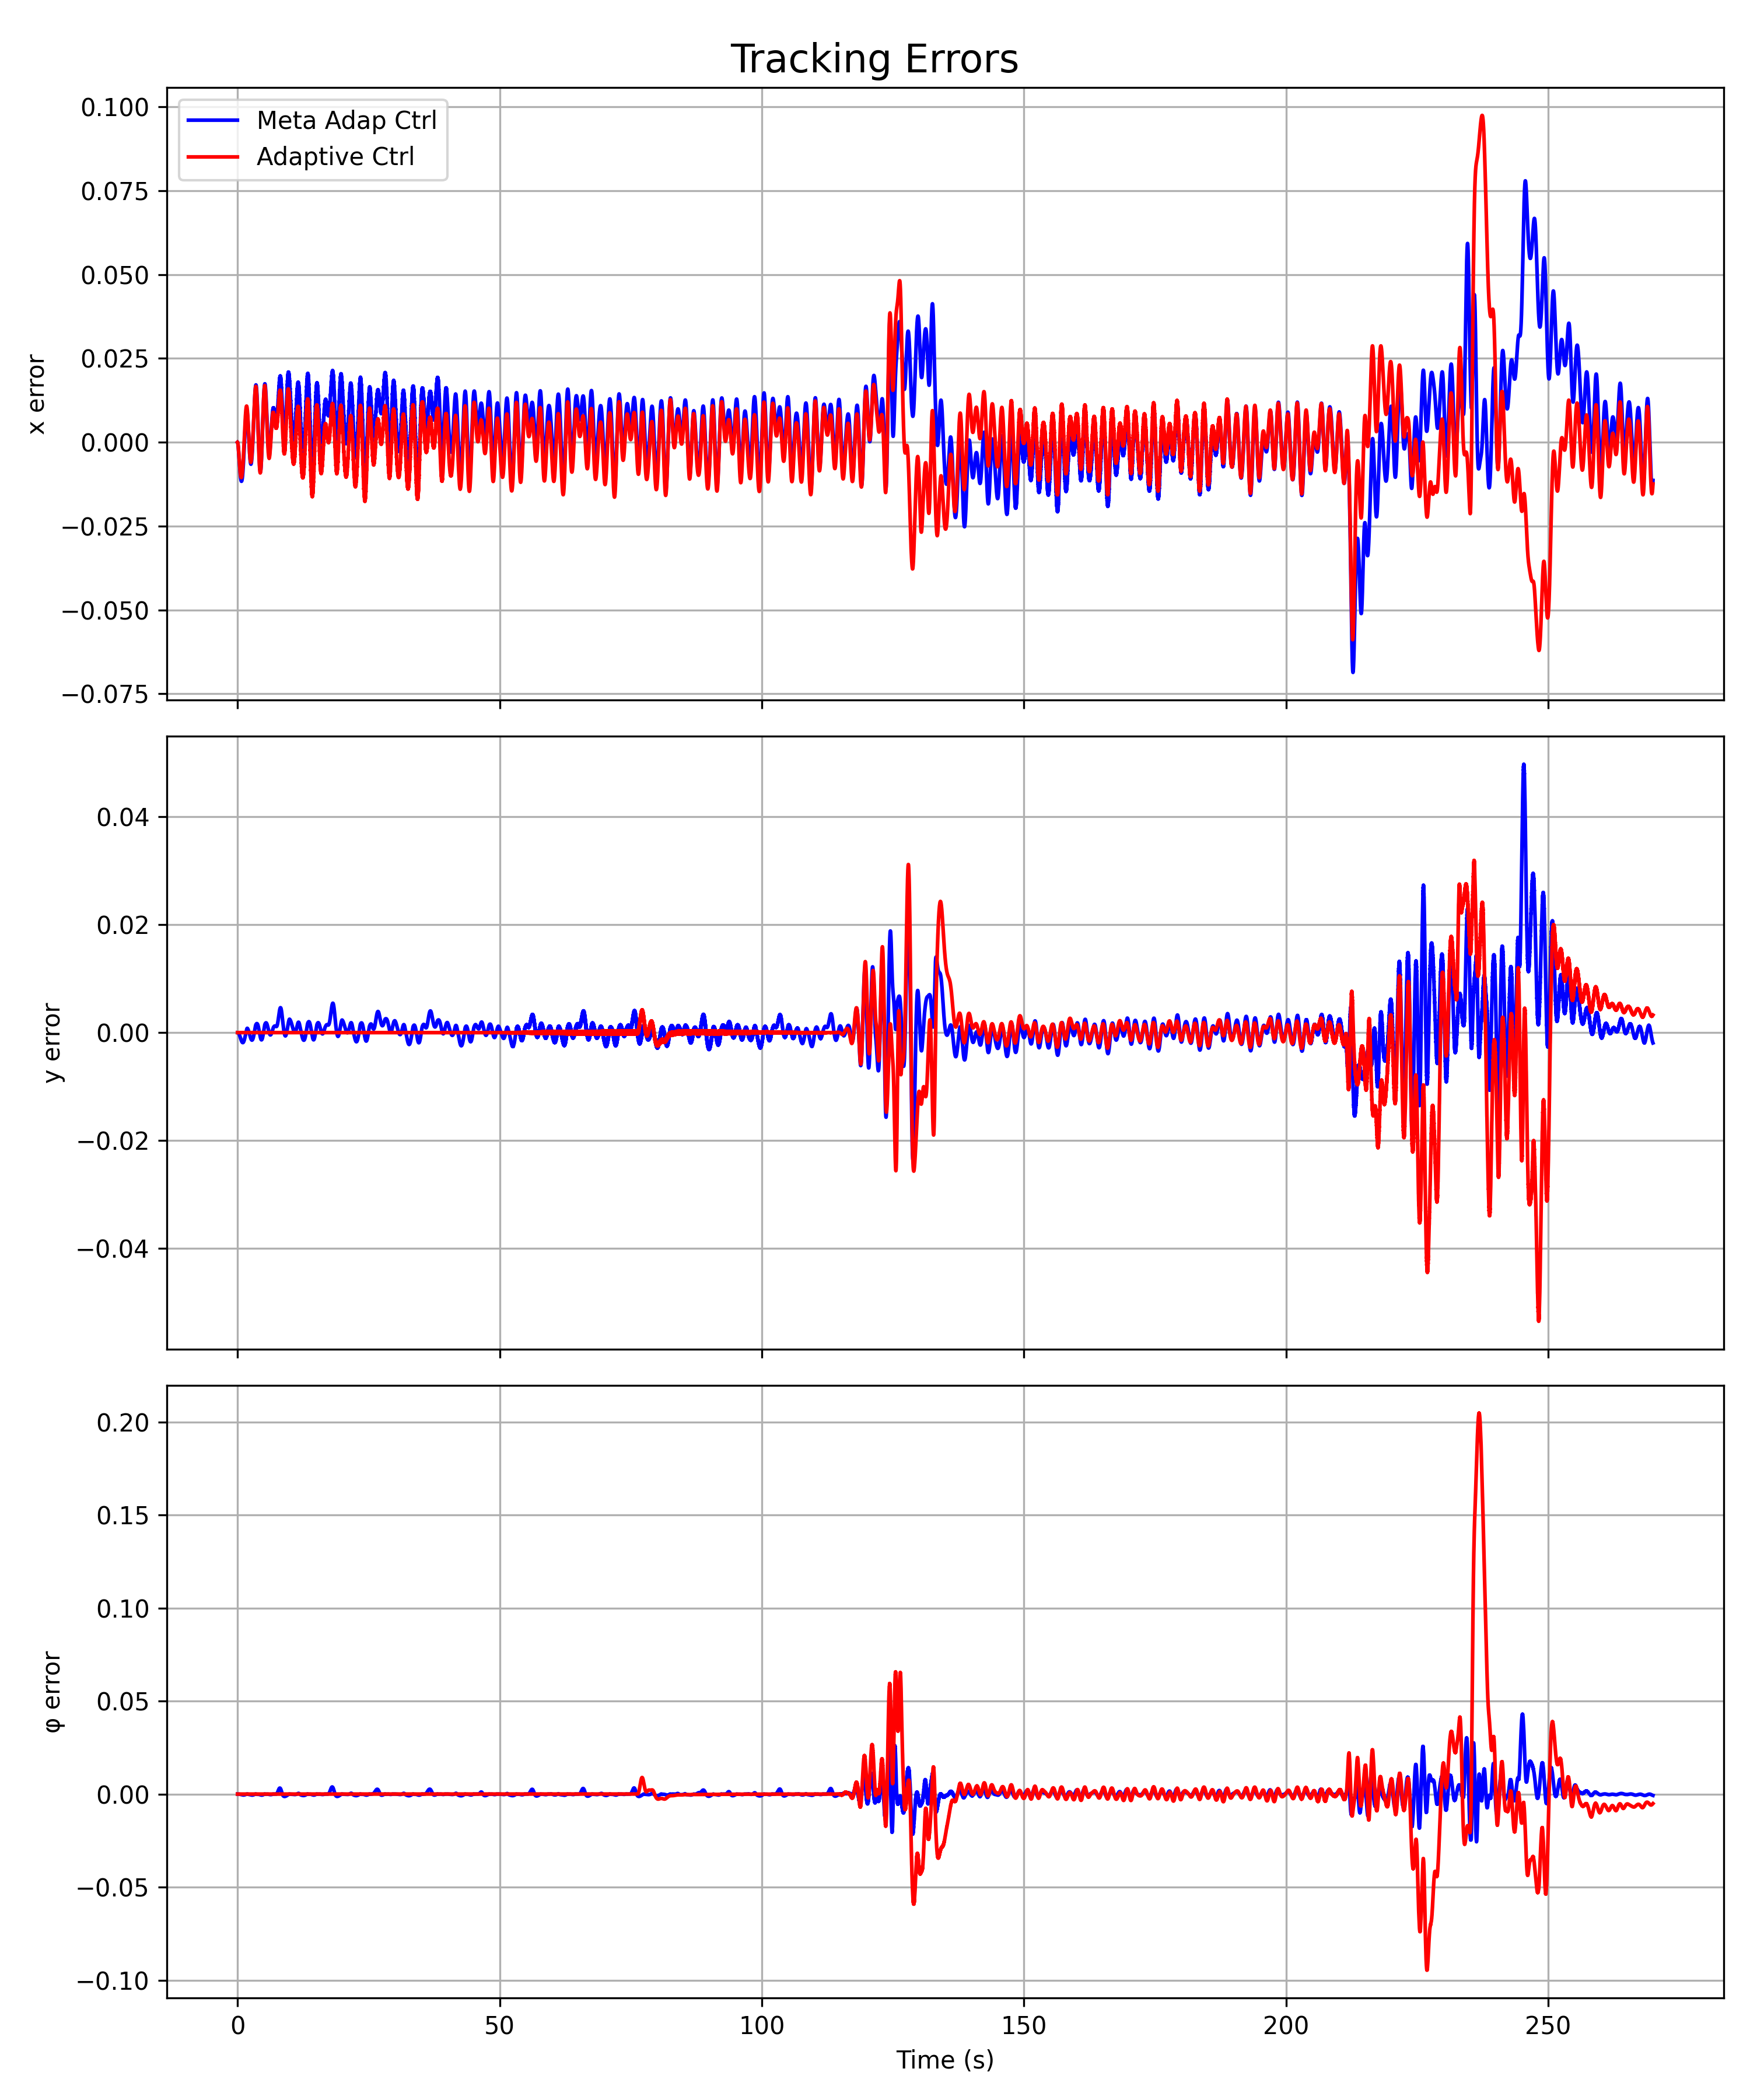 Tracking Errors
Meta Adap Ctrl
Adaptive Ctrl
x error
0.100
0.075
0.050
0.025
0.000
−0.025
−0.050
−0.075
y error
0.04
0.02
0.00
−0.02
−0.04
φ error
0.20
0.15
0.10
0.05
0.00
−0.05
−0.10
0 50 100 150 200 250
Time (s)